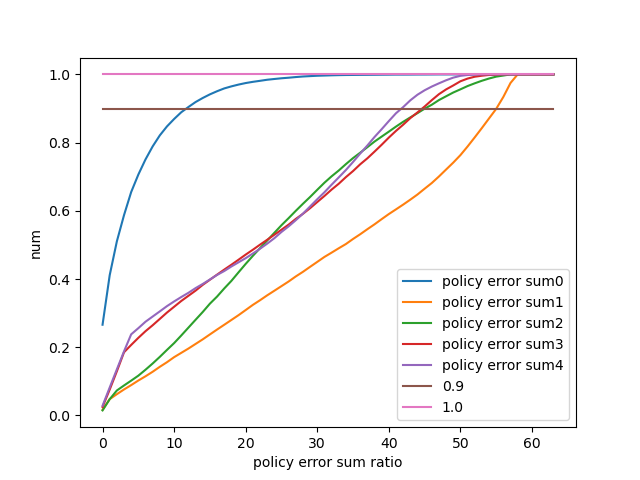 1.0
0.8
0.6
0.4
0.2
0.0
num
0
10
20
30
40
50
60
policy error sum ratio
policy error sum0
policy error sum1
policy error sum2
policy error sum3
policy error sum4
0.9
1.0